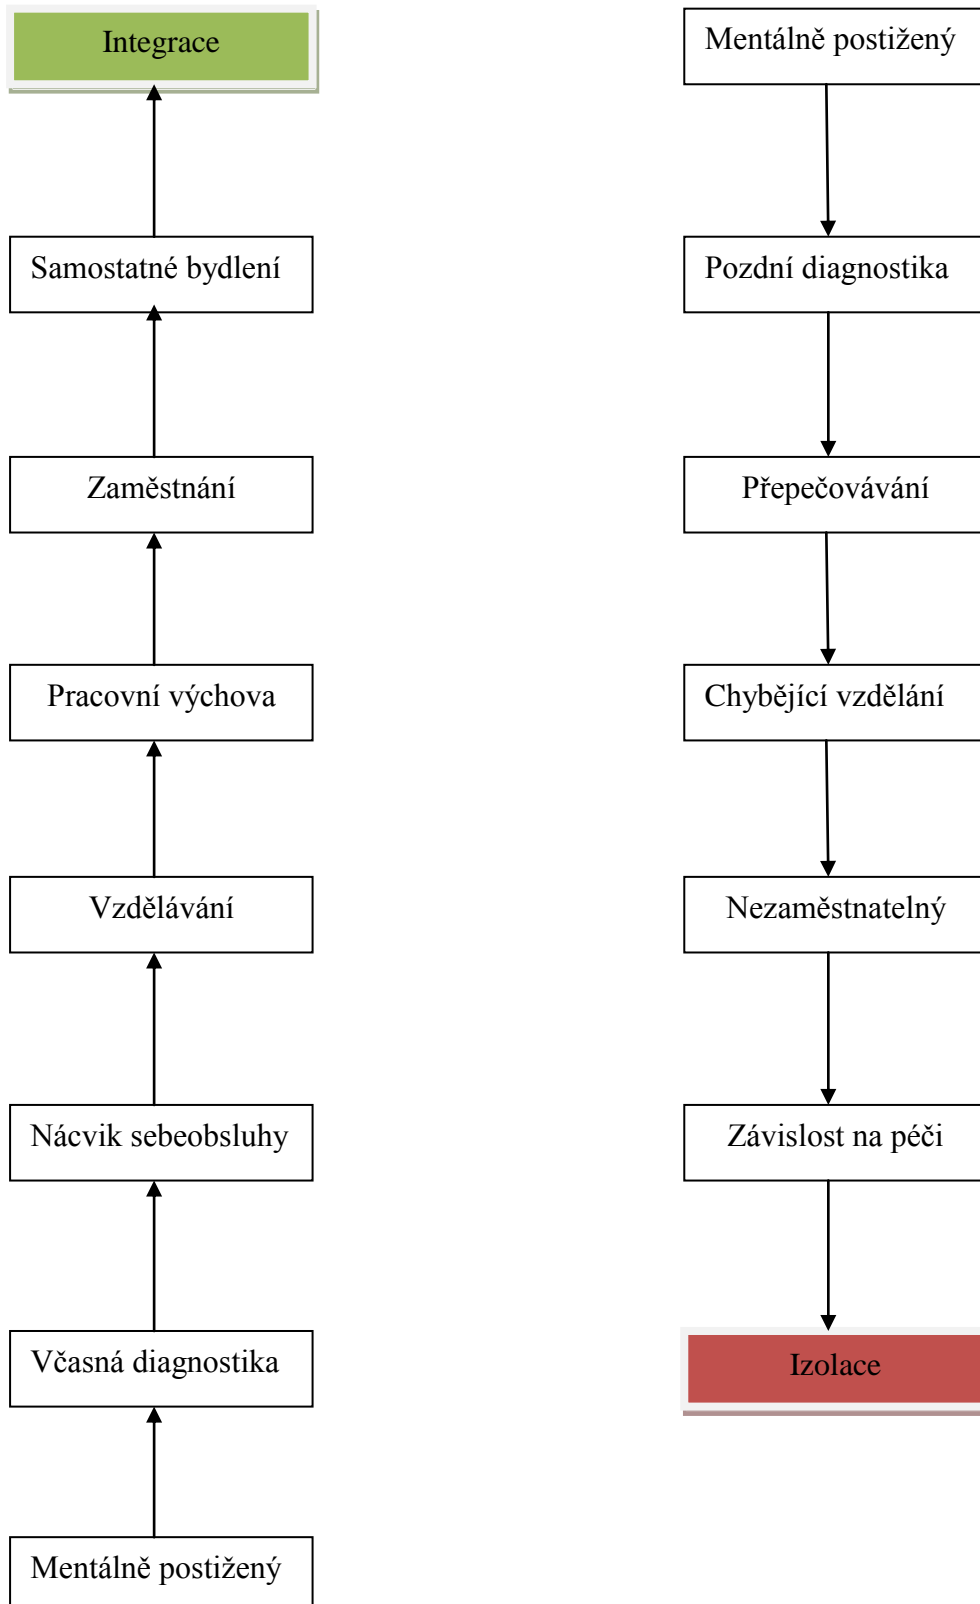 Integrace
Samostatné bydlení
Zaměstnání
Pracovní výchova
Vzdělávání
Nácvik sebeobsluhy
Včasná diagnostika
Mentálně postižený
Mentálně postižený
Pozdní diagnostika
Přepečovávání
Chybějící vzdělání
Nezaměstnatelný
Závislost na péči
Izolace